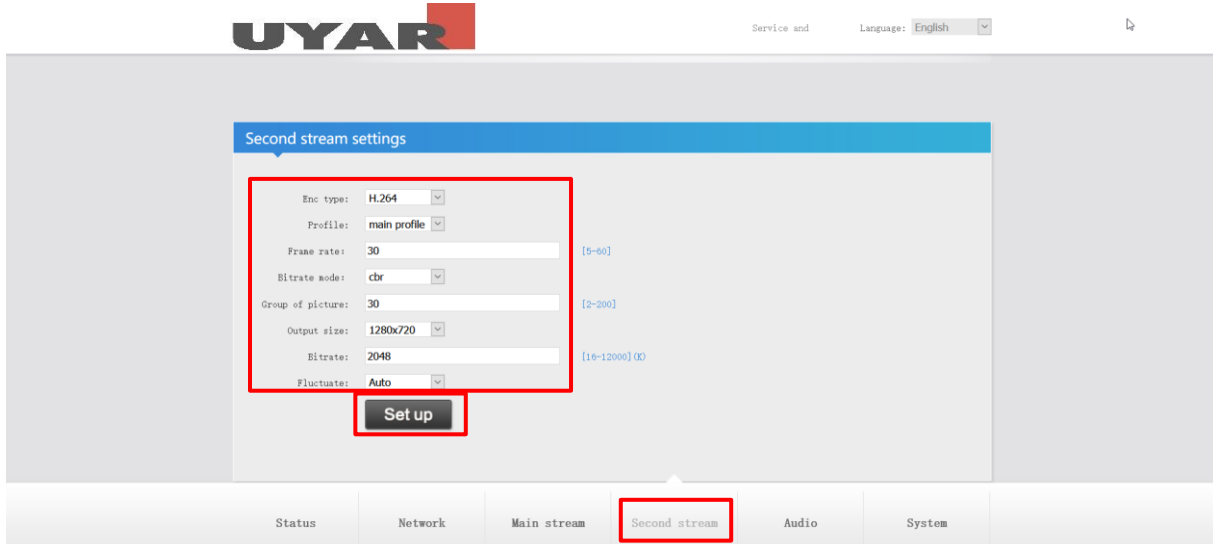 UYAR
Service and Language: English
Second stream settings
Enc type: H.264
Profile: main profile
Frame rate: 30 [5-60]
Bitrate mode: cbr
Group of picture: 30 [2-200]
Output size: 1280x720
Bitrate: 2048 [16-12000](K)
Fluctuate: Auto
Set up
Status Network Main stream Second stream Audio System